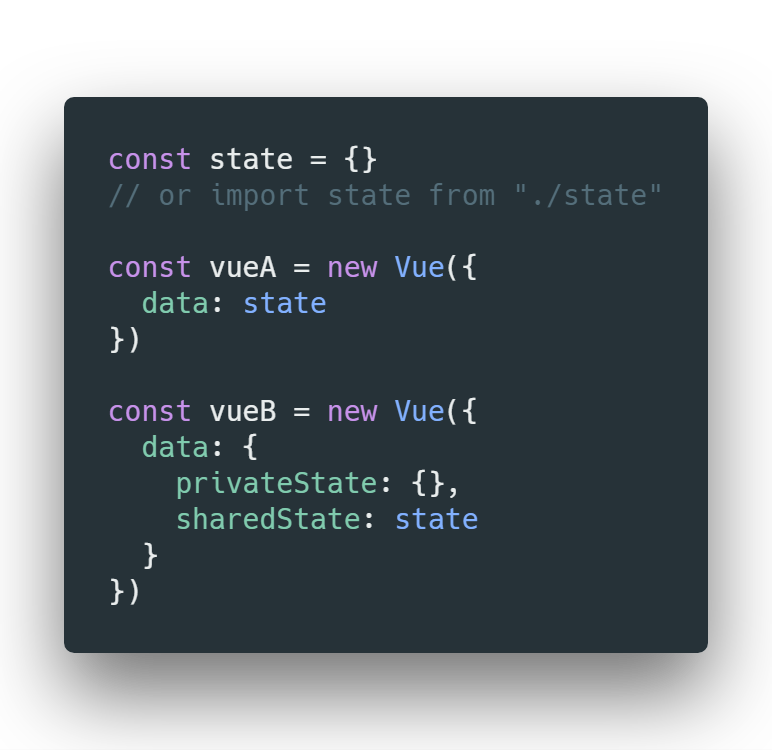 const state = {}
// or import state from "./state"

const vueA = new Vue({
  data: state
})

const vueB = new Vue({
  data: {
    privateState: {},
    sharedState: state
  }
})